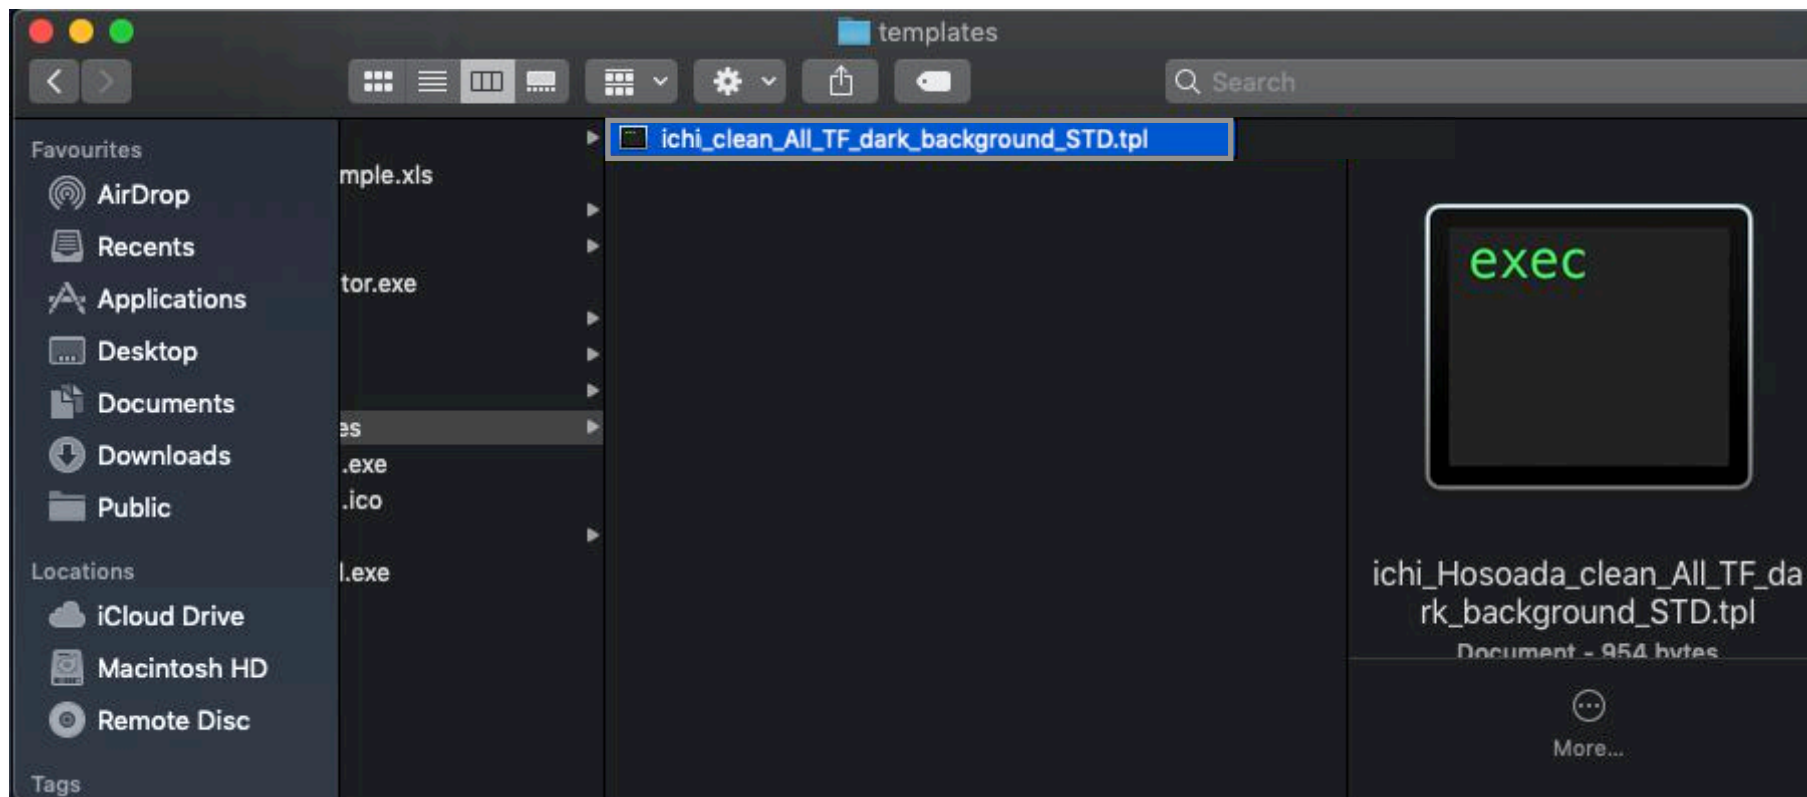 templates
Search
Favourites
AirDrop
Recents
Applications
Desktop
Documents
Downloads
Public
Locations
iCloud Drive
Macintosh HD
Remote Disc
Tags
mple.xls
tor.exe
es
.exe
.ico
l.exe
ichi_clean_All_TF_dark_background_STD.tpl
exec
ichi_Hosoada_clean_All_TF_da
rk_background_STD.tpl
Document - 954 bytes
More...